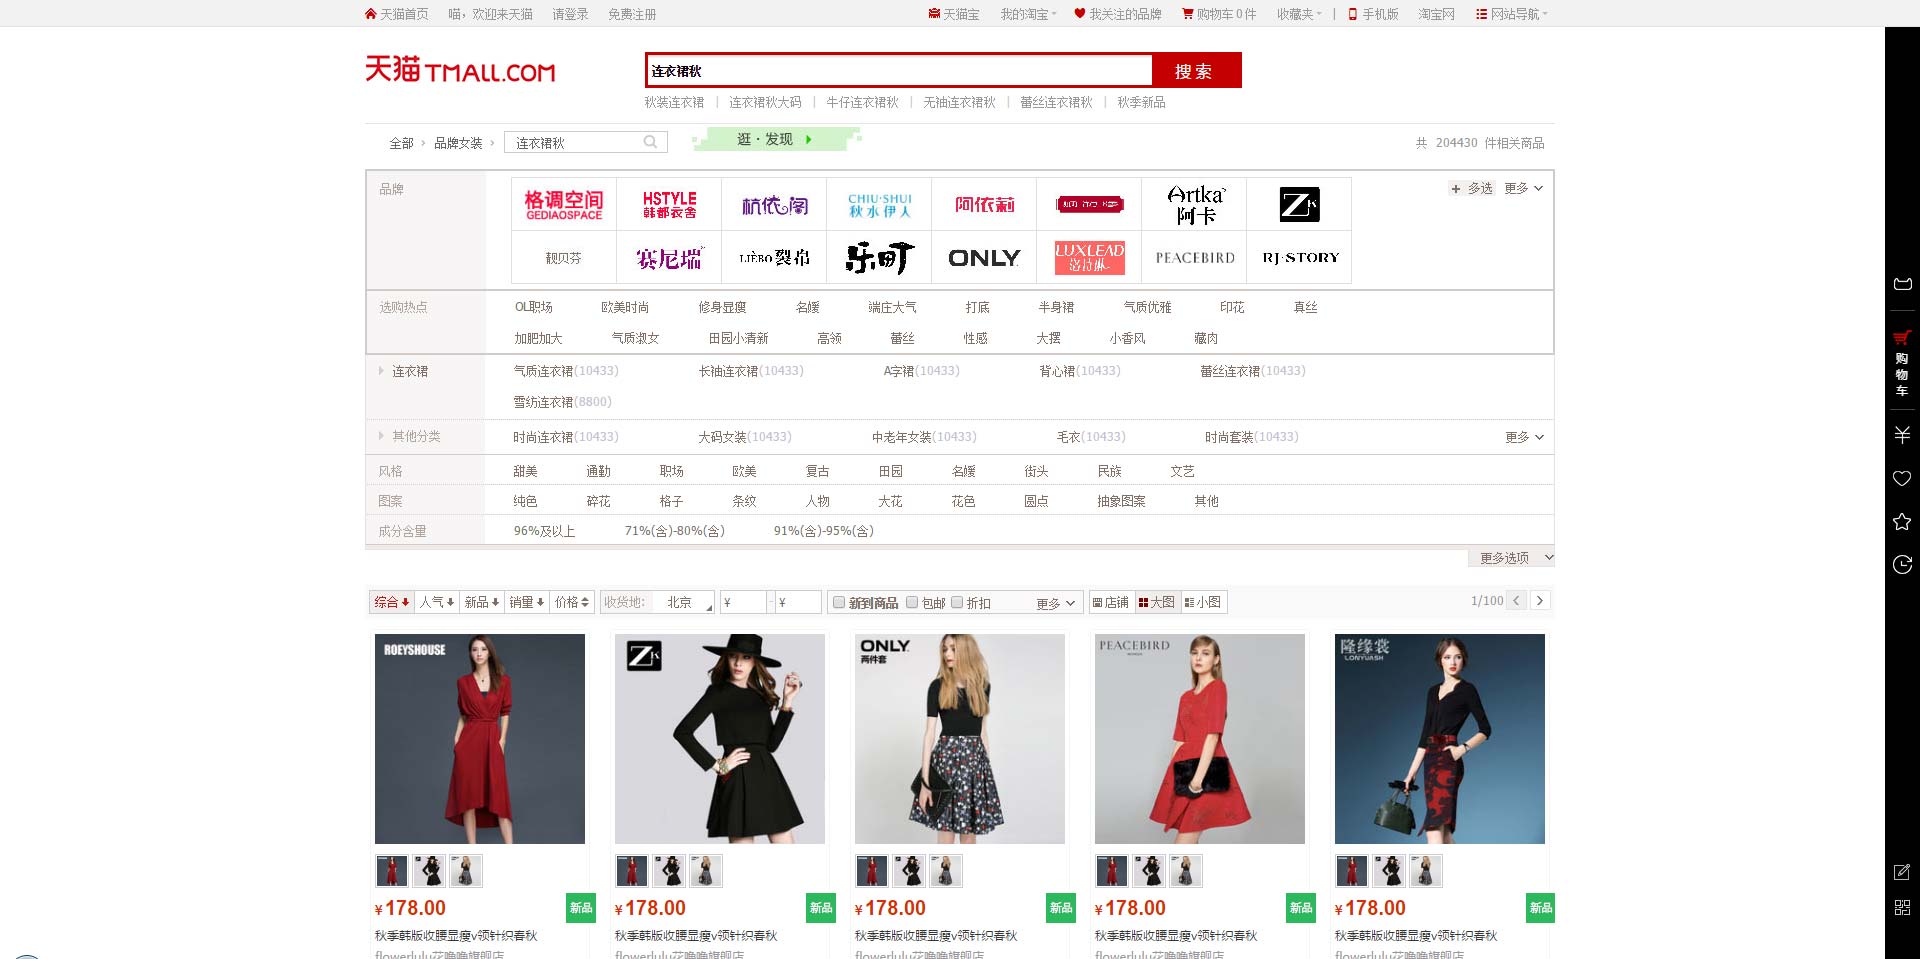 天猫首页 喵，欢迎来天猫 请登录 免费注册 天猫宝 我的淘宝 我关注的品牌 购物车0件 收藏夹 | 手机版 淘宝网 网站导航
天猫 TMALL.COM
连衣裙秋 搜索
秋装连衣裙 | 连衣裙秋大码 | 牛仔连衣裙秋 | 无袖连衣裙秋 | 蕾丝连衣裙秋 | 秋季新品
全部 > 品牌女装 > 连衣裙秋 逛·发现 共 204430 件相关商品
品牌
格调空间 GEDIAOSPACE
HSTYLE 韩都衣舍
杭依阁
CHIU·SHUI 秋水伊人
阿依莉
Artka 阿卡
ZK
+ 多选 更多
靓贝芬
赛尼瑞
LIEBO 裂帛
乐町
ONLY
LUXLEAD 洛诗琳
PEACEBIRD
RJ·STORY
选购热点 OL职场 欧美时尚 修身显瘦 名媛 端庄大气 打底 半身裙 气质优雅 印花 真丝
加肥加大 气质淑女 田园小清新 高领 蕾丝 性感 大摆 小香风 藏肉
连衣裙 气质连衣裙(10433) 长袖连衣裙(10433) A字裙(10433) 背心裙(10433) 蕾丝连衣裙(10433)
雪纺连衣裙(8800)
其他分类 时尚连衣裙(10433) 大码女装(10433) 中老年女装(10433) 毛衣(10433) 时尚套装(10433) 更多
风格 甜美 通勤 职场 欧美 复古 田园 名媛 街头 民族 文艺
图案 纯色 碎花 格子 条纹 人物 大花 花色 圆点 抽象图案 其他
成分含量 96%及以上 71%(含)-80%(含) 91%(含)-95%(含)
更多选项
综合 人气 新品 销量 价格 收货地: 北京 ¥ - ¥ 新到商品 包邮 折扣 更多 店铺 大图 小图 1/100 < >
ROEYSHOUSE
ZK
ONLY
两件套
PEACEBIRD
隆缘裳
LONYUASH
¥178.00 新品 ¥178.00 新品 ¥178.00 新品 ¥178.00 新品 ¥178.00 新品
秋季韩版收腰显瘦v领针织春秋 秋季韩版收腰显瘦v领针织春秋 秋季韩版收腰显瘦v领针织春秋 秋季韩版收腰显瘦v领针织春秋 秋季韩版收腰显瘦v领针织春秋
flowerlulu花噜噜旗舰店 flowerlulu花噜噜旗舰店 flowerlulu花噜噜旗舰店 flowerlulu花噜噜旗舰店 flowerlulu花噜噜旗舰店
购物车